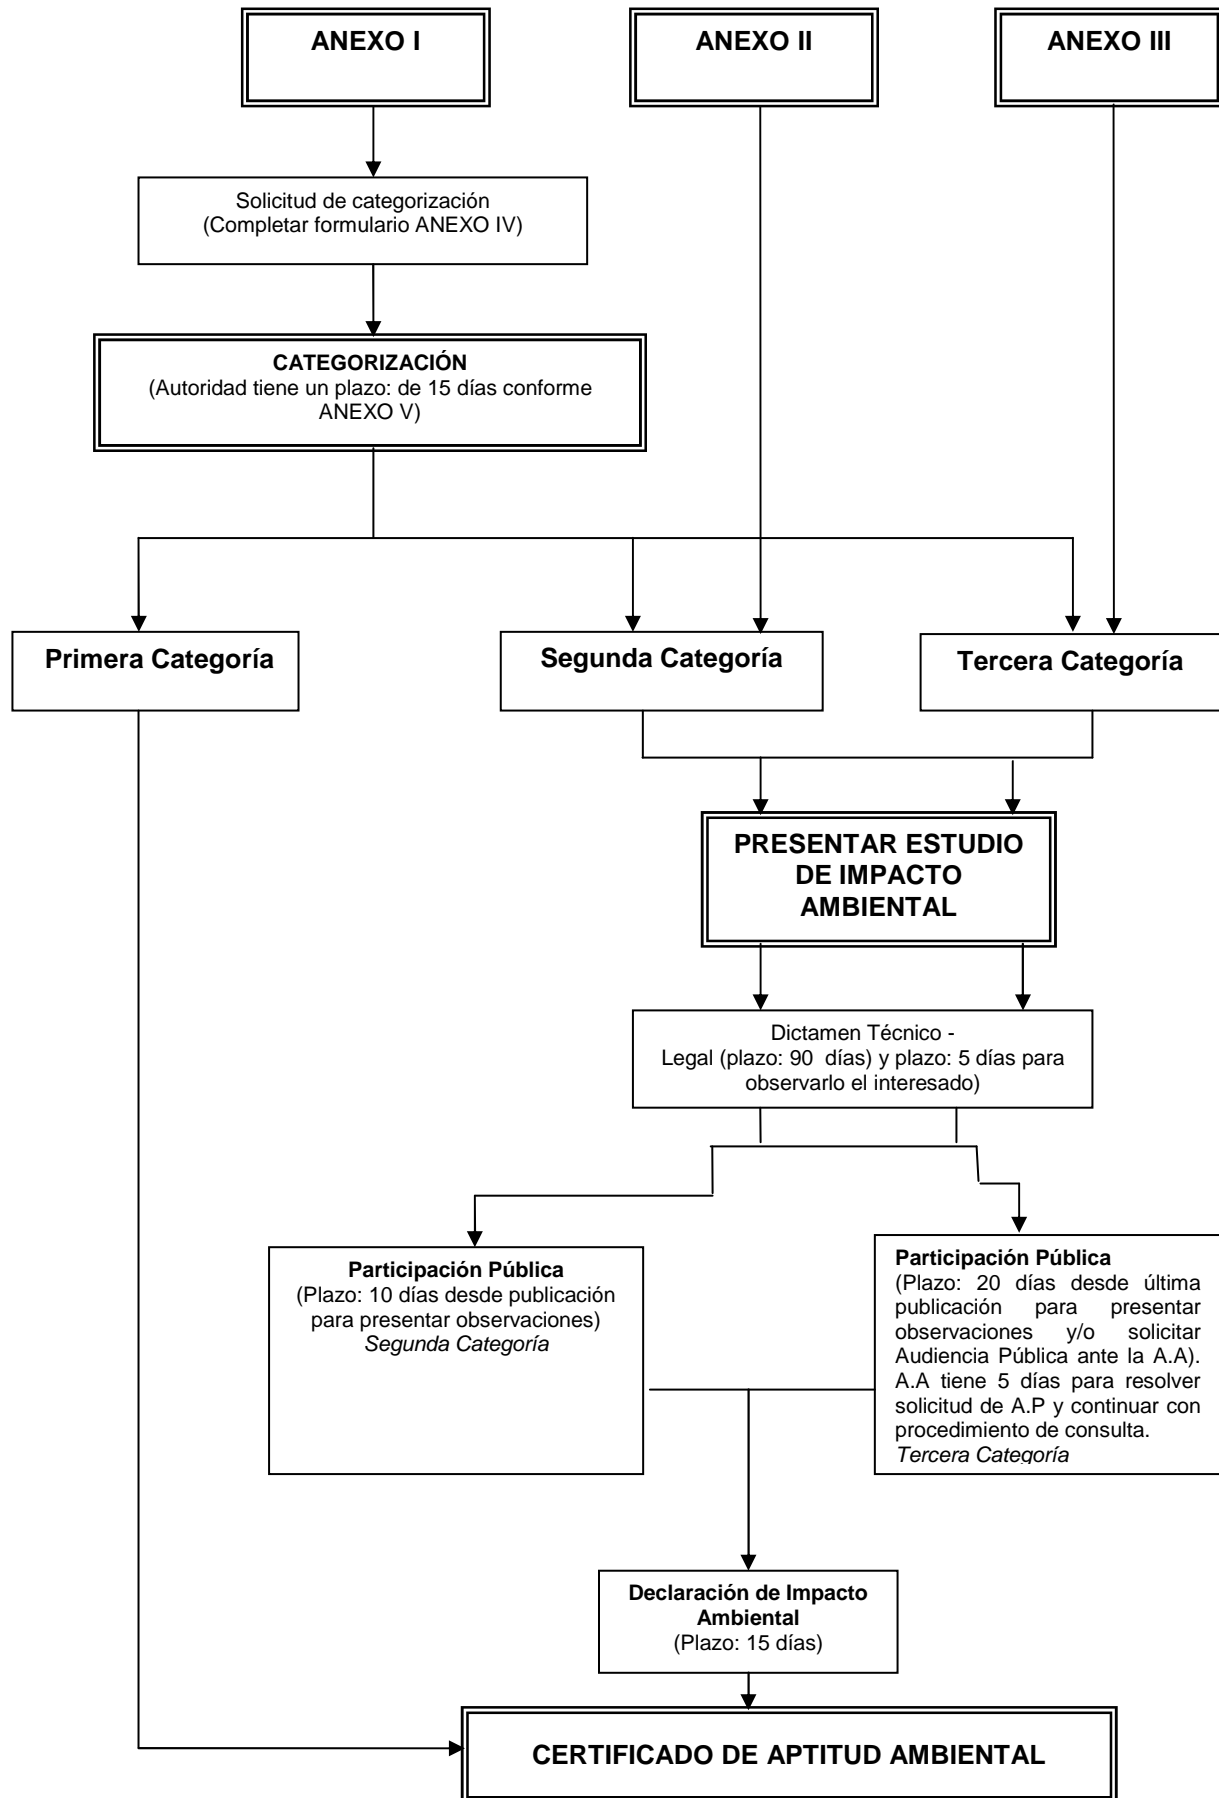 ANEXO I
ANEXO II
ANEXO III
Solicitud de categorización
(Completar formulario ANEXO IV)
CATEGORIZACIÓN
(Autoridad tiene un plazo: de 15 días conforme
ANEXO V)
Primera Categoría
Segunda Categoría
Tercera Categoría
PRESENTAR ESTUDIO
DE IMPACTO
AMBIENTAL
Dictamen Técnico -
Legal (plazo: 90  días) y plazo: 5 días para
observarlo el interesado)
Participación Pública
(Plazo: 10 días desde publicación
para presentar observaciones)
Segunda Categoría
Participación Pública
(Plazo: 20 días desde última
publicación para presentar
observaciones y/o solicitar
Audiencia Pública ante la A.A).
A.A tiene 5 días para resolver
solicitud de A.P y continuar con
procedimiento de consulta.
Tercera Categoría
Declaración de Impacto
Ambiental
(Plazo: 15 días)
CERTIFICADO DE APTITUD AMBIENTAL